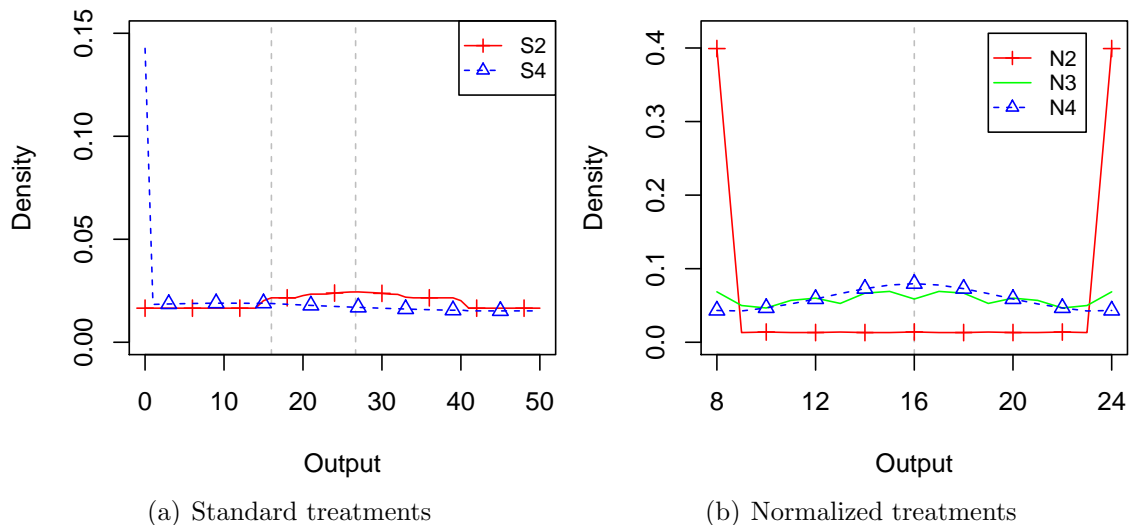 S2
S4
0.15
0.10
0.05
0.00
Density
0 10 20 30 40 50
Output
(a) Standard treatments
N2
N3
N4
0.4
0.3
0.2
0.1
0.0
Density
8 12 16 20 24
Output
(b) Normalized treatments